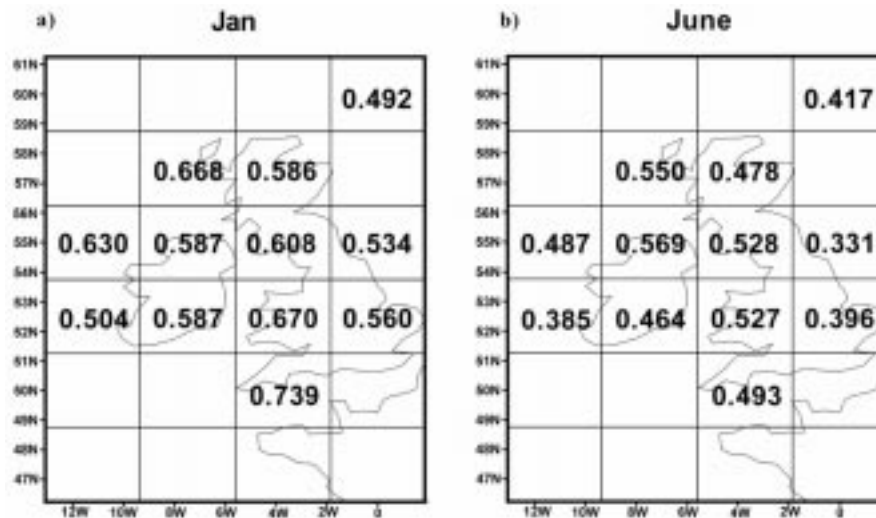 a) Jan
61N
60N
0.492
59N
58N
0.668 0.586
57N
56N
55N
0.630 0.587 0.608 0.534
54N
53N
0.504 0.587 0.670 0.560
52N
51N
50N
0.739
49N
48N
47N
12W 10W 8W 6W 4W 2W 0
b) June
61N
60N
0.417
59N
58N
0.550 0.478
57N
56N
55N
0.487 0.569 0.528 0.331
54N
53N
0.385 0.464 0.527 0.396
52N
51N
50N
0.493
49N
48N
47N
12W 10W 8W 6W 4W 2W 0